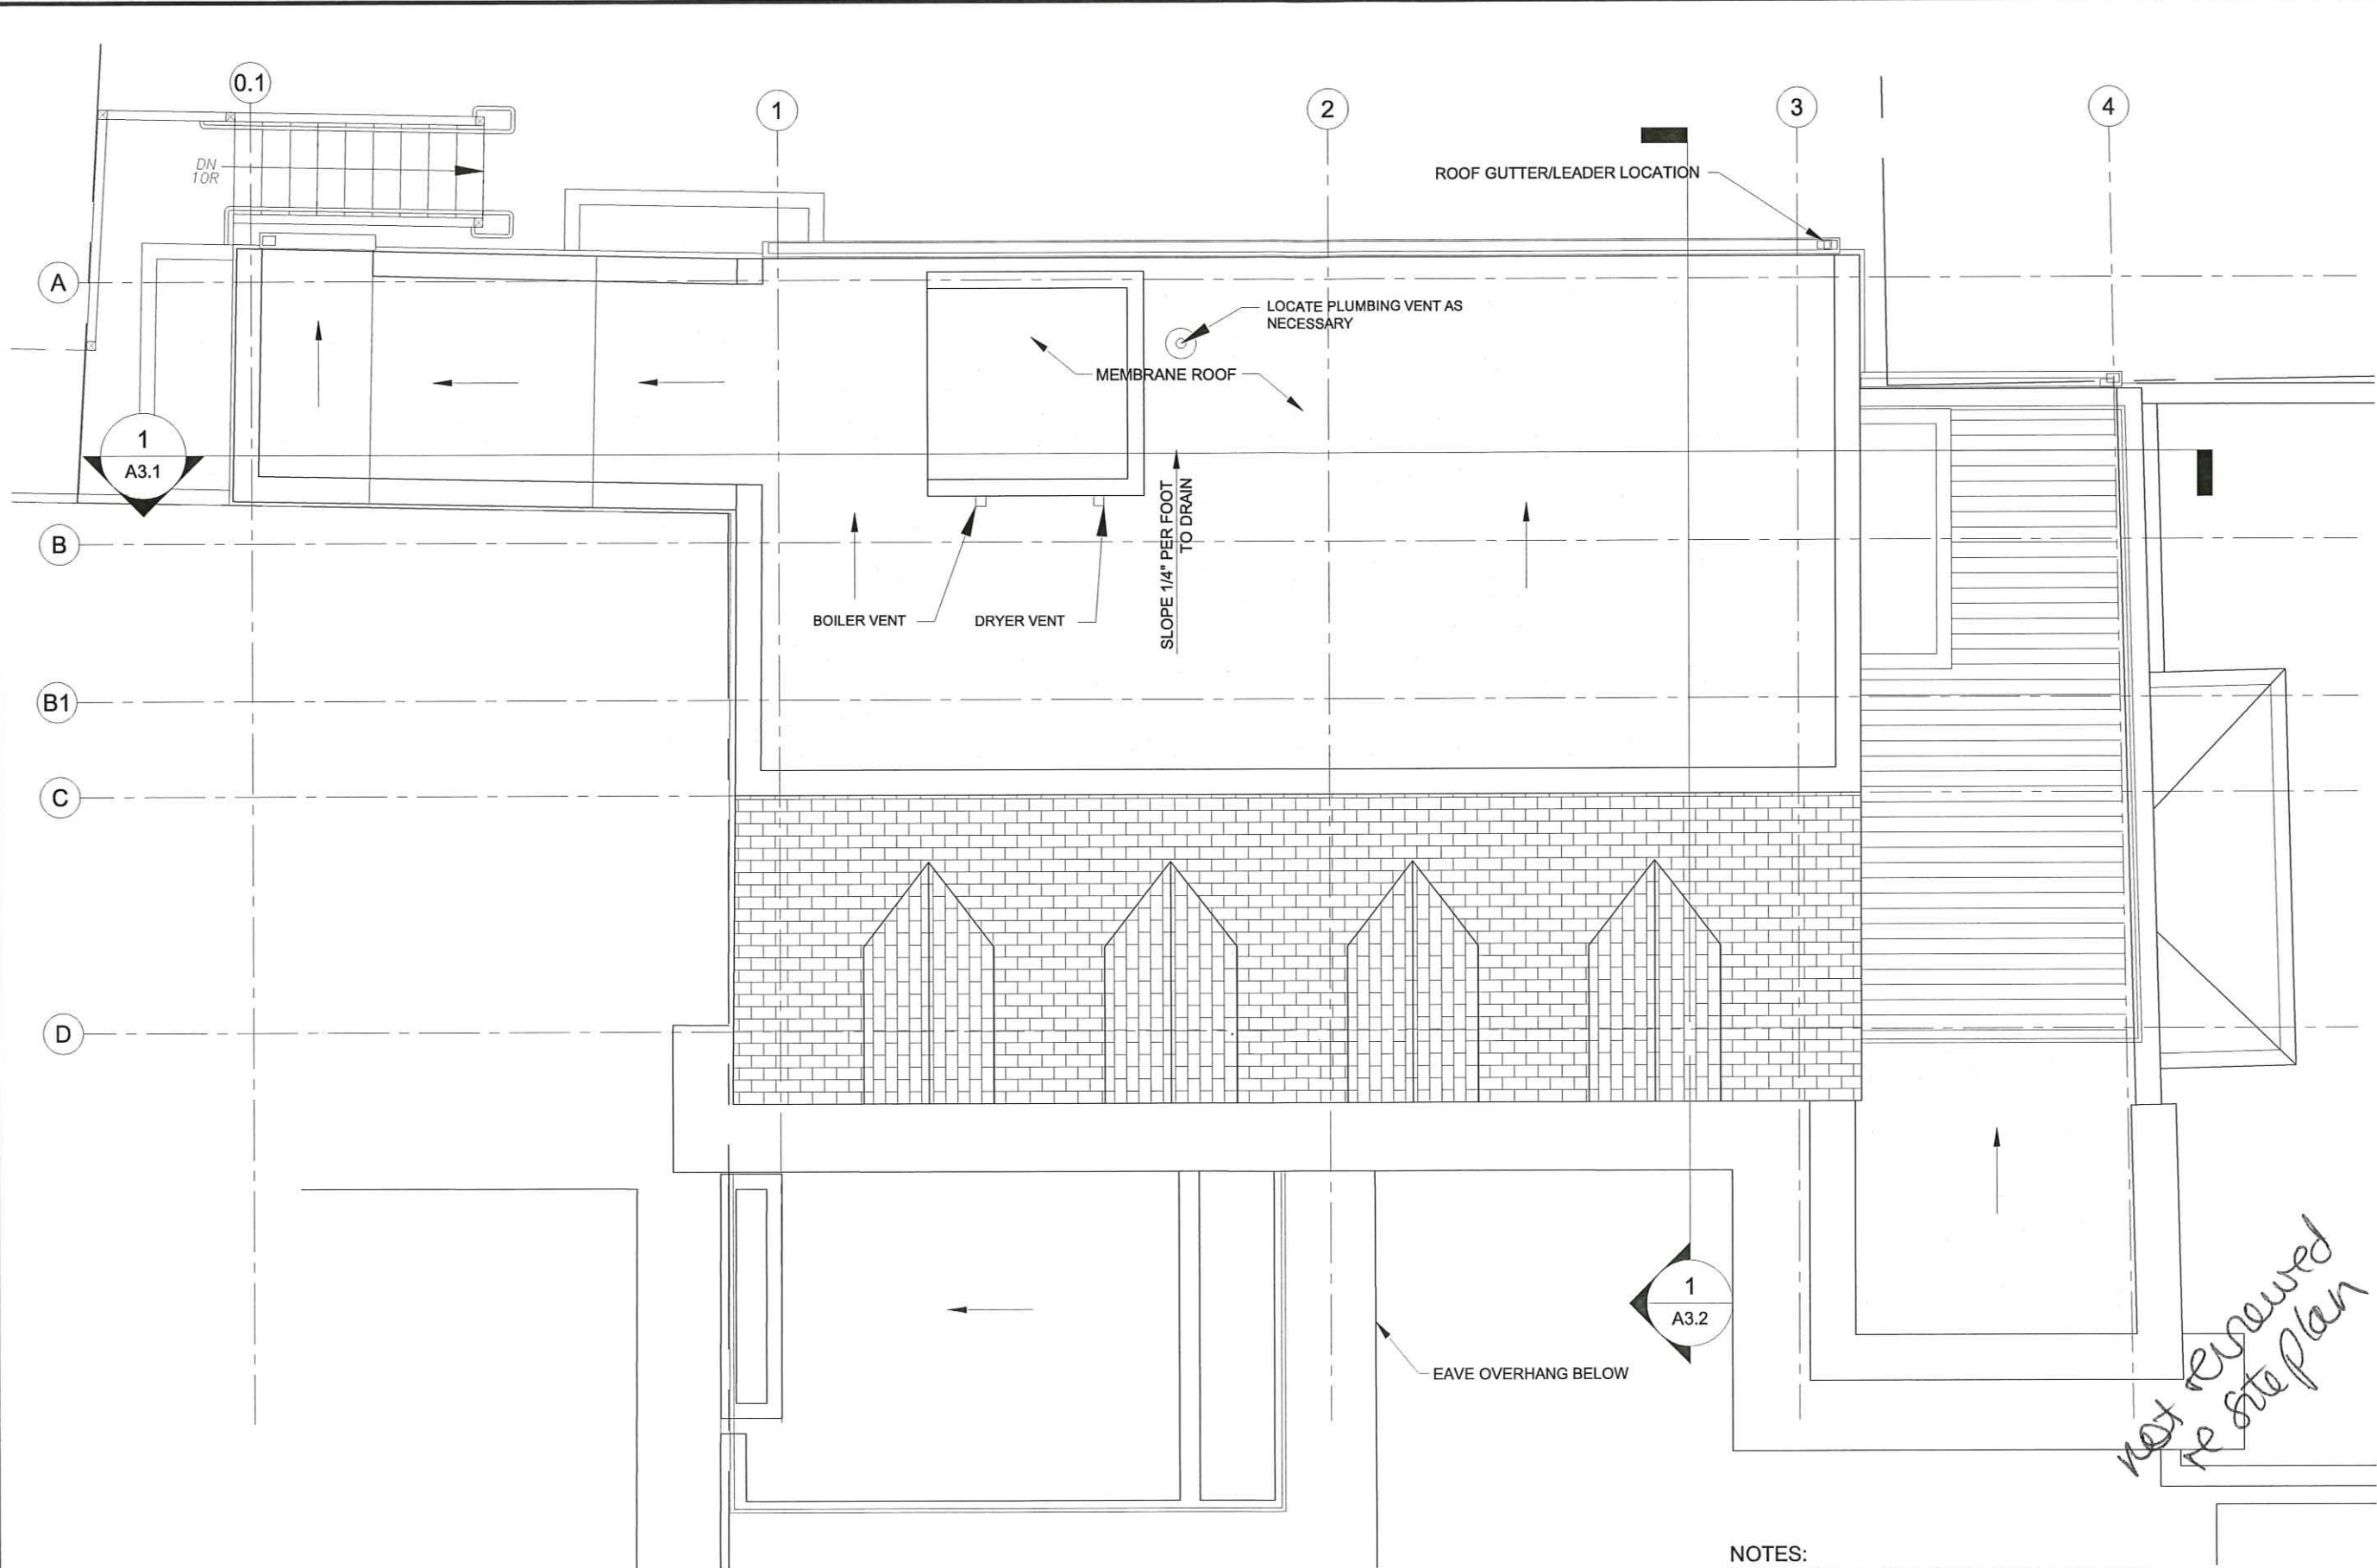 0.1
1
2
3
4
DN
10R
ROOF GUTTER/LEADER LOCATION
A
LOCATE PLUMBING VENT AS
NECESSARY
MEMBRANE ROOF
1
A3.1
SLOPE 1/4" PER FOOT
TO DRAIN
B
BOILER VENT
DRYER VENT
B1
C
D
1
A3.2
EAVE OVERHANG BELOW
not reviewed
re site plan
NOTES: